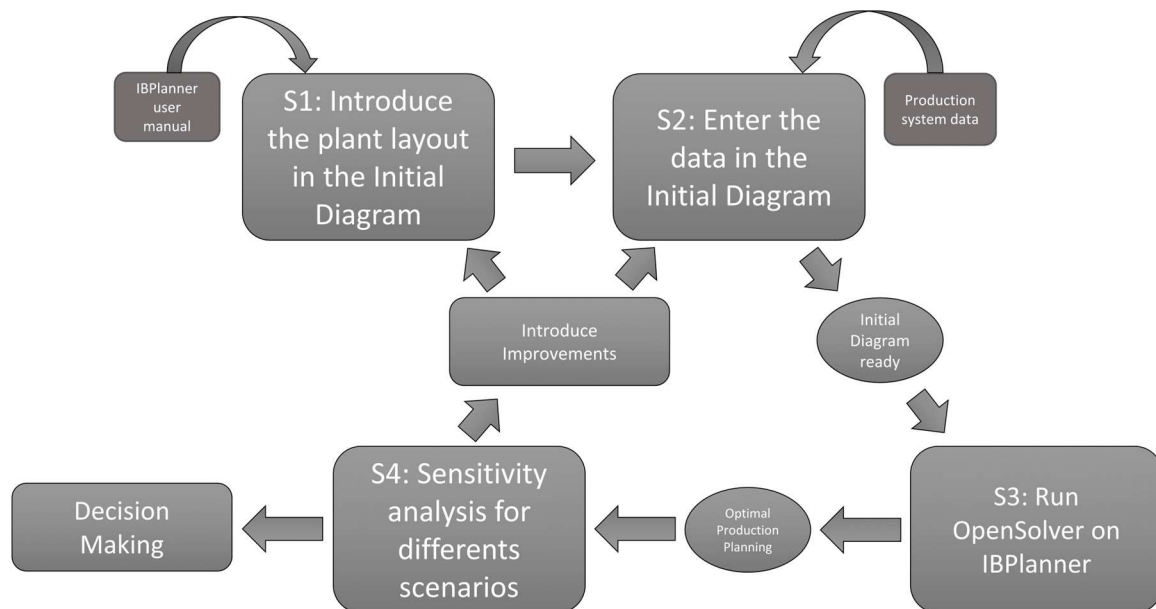 IBPlanner
user
manual
S1: Introduce
the plant layout
in the Initial
Diagram
S2: Enter the
data in the
Initial Diagram
Production
system data
Introduce
Improvements
Initial
Diagram
ready
Decision
Making
S4: Sensitivity
analysis for
differents
scenarios
Optimal
Production
Planning
S3: Run
OpenSolver on
IBPlanner